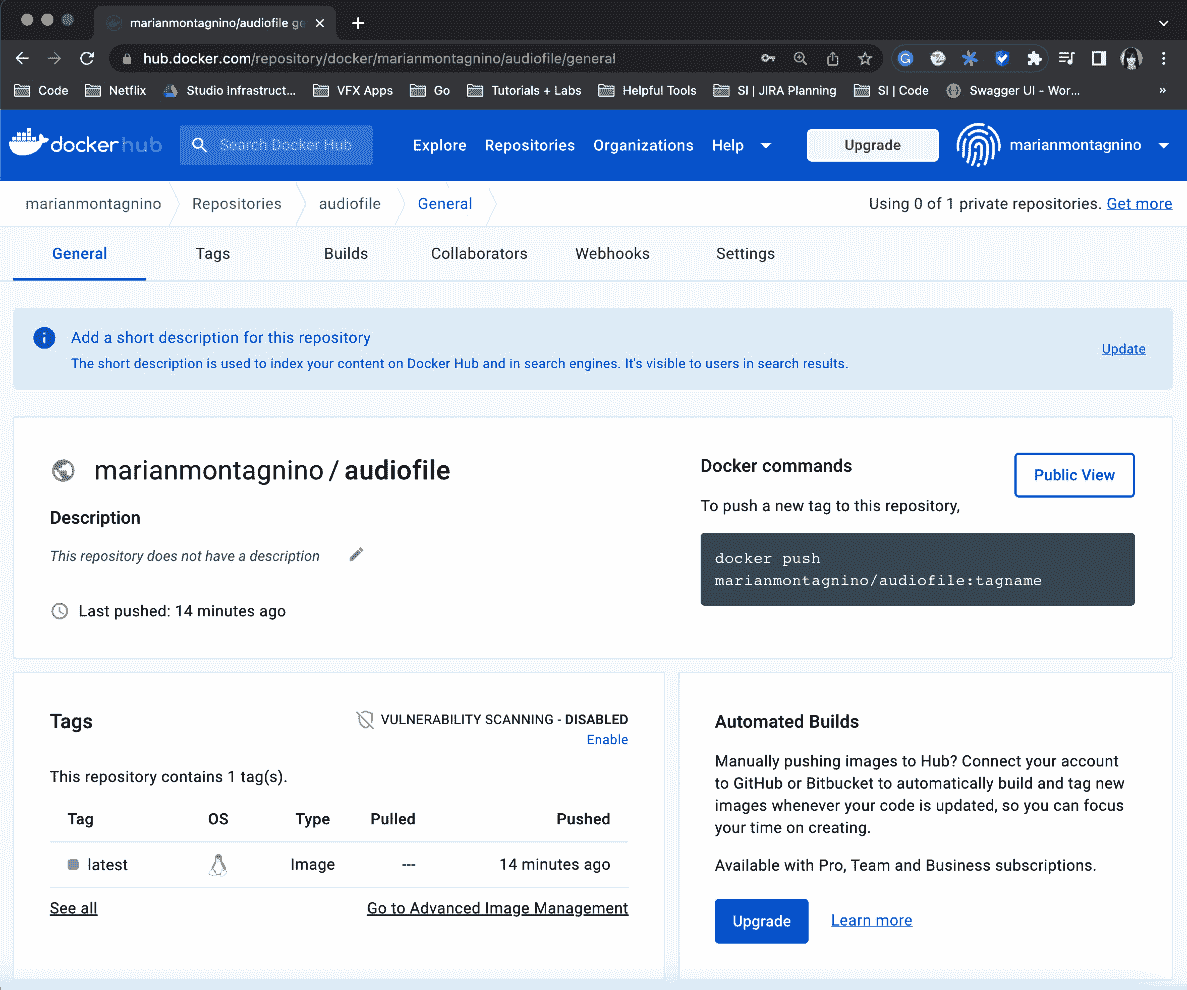 marianmontagnino/audiofile ge
hub.docker.com/repository/docker/marianmontagnino/audiofile/general
Code Netflix Studio Infrastruct... VFX Apps Go Tutorials + Labs Helpful Tools SI | JIRA Planning SI | Code Swagger UI - Wor... »
dockerhub Search Docker Hub Explore Repositories Organizations Help Upgrade marianmontagnino
marianmontagnino Repositories audiofile General Using 0 of 1 private repositories. Get more
General Tags Builds Collaborators Webhooks Settings
Add a short description for this repository
The short description is used to index your content on Docker Hub and in search engines. It's visible to users in search results.
Update
marianmontagnino / audiofile
Description
This repository does not have a description
Last pushed: 14 minutes ago
Docker commands
Public View
To push a new tag to this repository,
docker push
marianmontagnino/audiofile:tagname
Tags
VULNERABILITY SCANNING - DISABLED
Enable
This repository contains 1 tag(s).
Tag OS Type Pulled Pushed
latest Image --- 14 minutes ago
See all Go to Advanced Image Management
Automated Builds
Manually pushing images to Hub? Connect your account
to GitHub or Bitbucket to automatically build and tag new
images whenever your code is updated, so you can focus
your time on creating.
Available with Pro, Team and Business subscriptions.
Upgrade Learn more